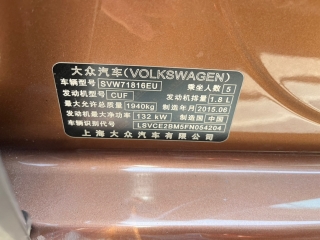 大众汽车(VOLKSWAGEN)
车辆型号 SVW71816EU 乘坐人数 5
发动机型号 CUF 发动机排量 1.8 L
最大允许总质量 1940kg 制造年月 2015.06
发动机最大净功率 132 kW 制造国 中国
车辆识别代号 LSVCE2BM5FN054204
上海大众汽车有限公司